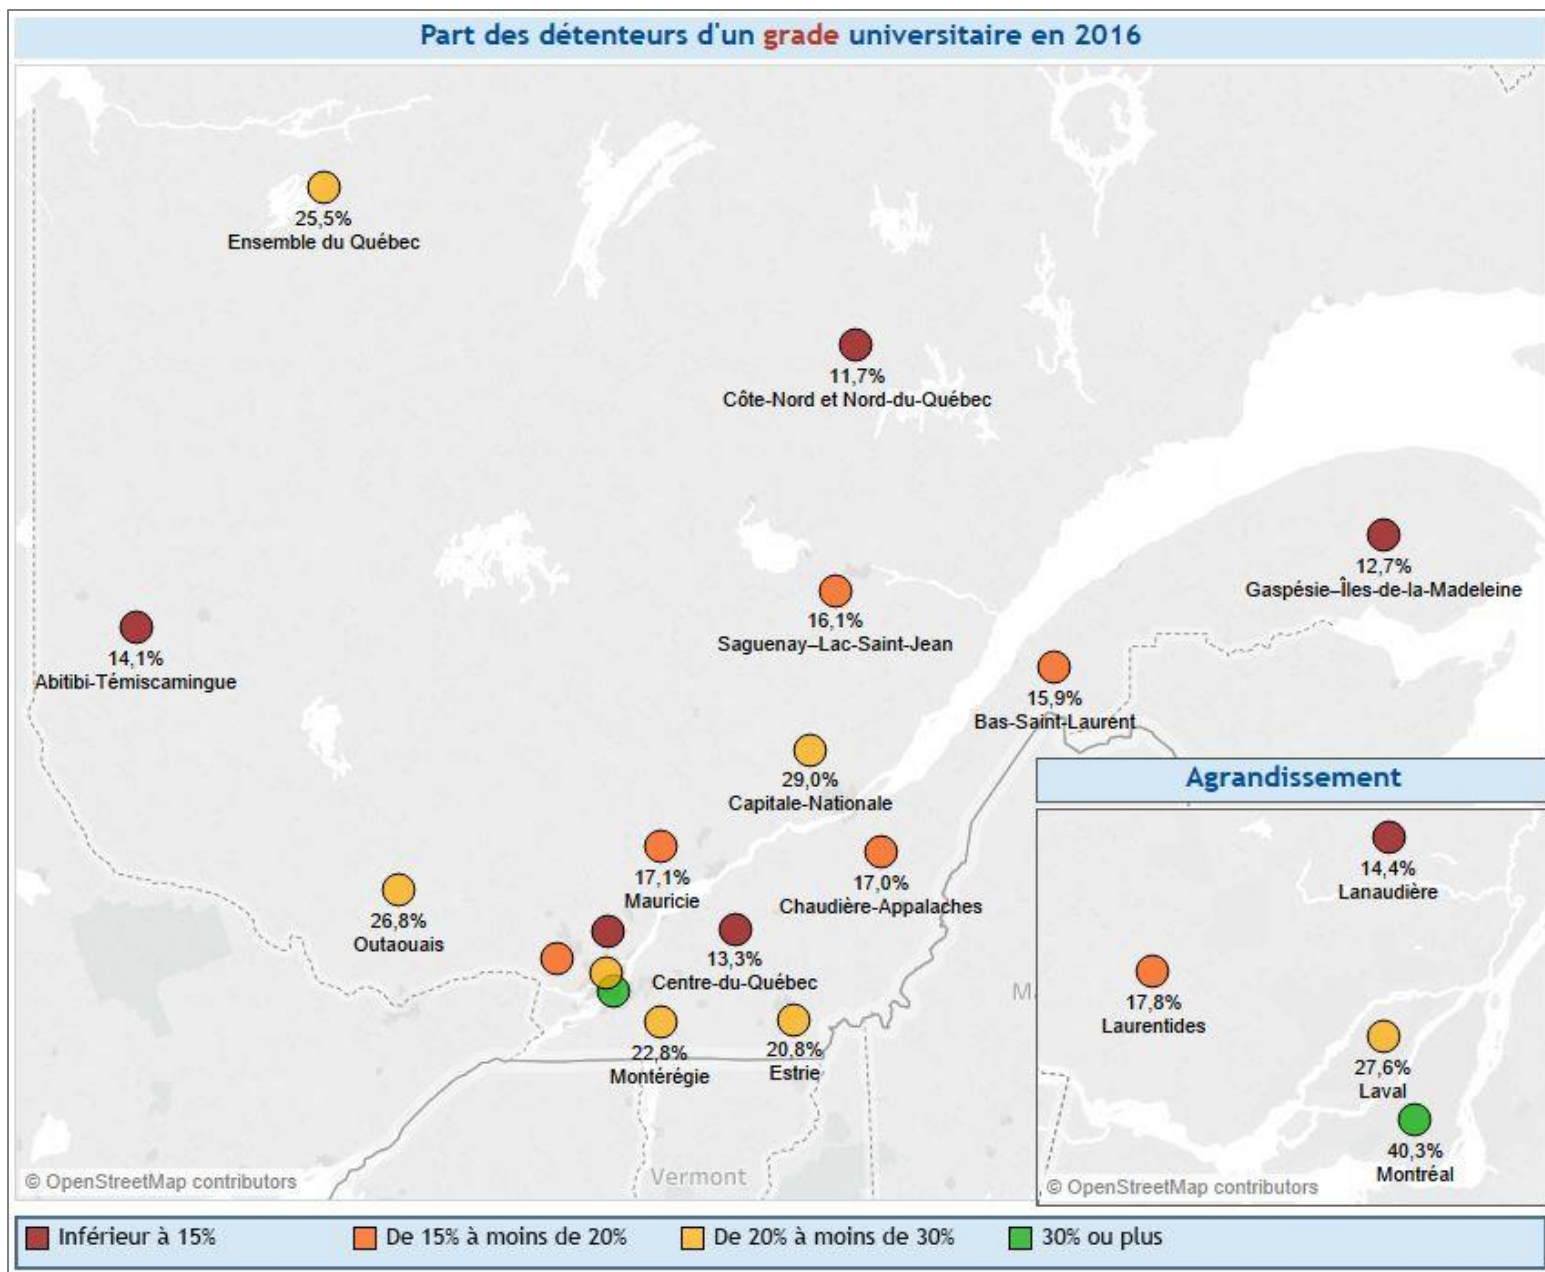 Part des détenteurs d'un grade universitaire en 2016
25,5%
Ensemble du Québec
11,7%
Côte-Nord et Nord-du-Québec
12,7%
Gaspésie–Îles-de-la-Madeleine
16,1%
Saguenay–Lac-Saint-Jean
14,1%
Abitibi-Témiscamingue
15,9%
Bas-Saint-Laurent
29,0%
Capitale-Nationale
17,1%
Mauricie
17,0%
Chaudière-Appalaches
26,8%
Outaouais
13,3%
Centre-du-Québec
22,8%
Montérégie
20,8%
Estrie
Vermont
© OpenStreetMap contributors
Agrandissement
14,4%
Lanaudière
17,8%
Laurentides
27,6%
Laval
40,3%
Montréal
© OpenStreetMap contributors
Inférieur à 15%
De 15% à moins de 20%
De 20% à moins de 30%
30% ou plus